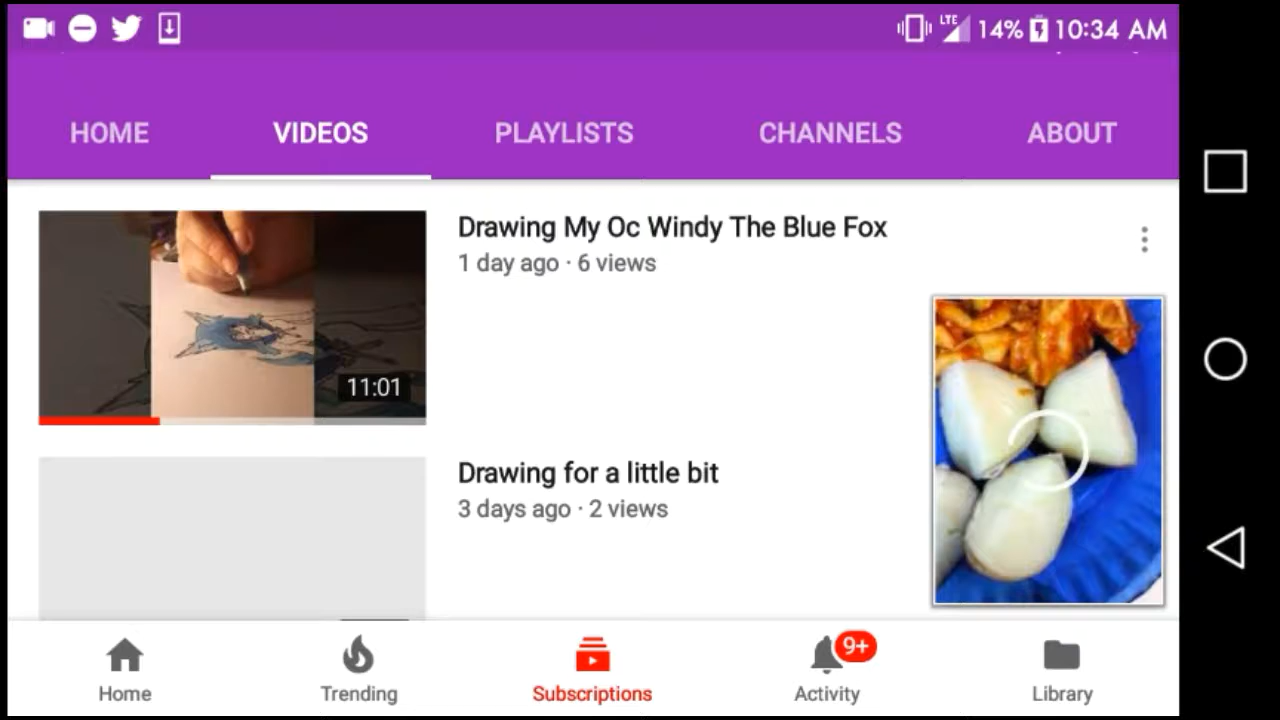 LTE 14% 10:34 AM
HOME VIDEOS PLAYLISTS CHANNELS ABOUT
Drawing My Oc Windy The Blue Fox
1 day ago · 6 views
11:01
Drawing for a little bit
3 days ago · 2 views
9+
Home Trending Subscriptions Activity Library